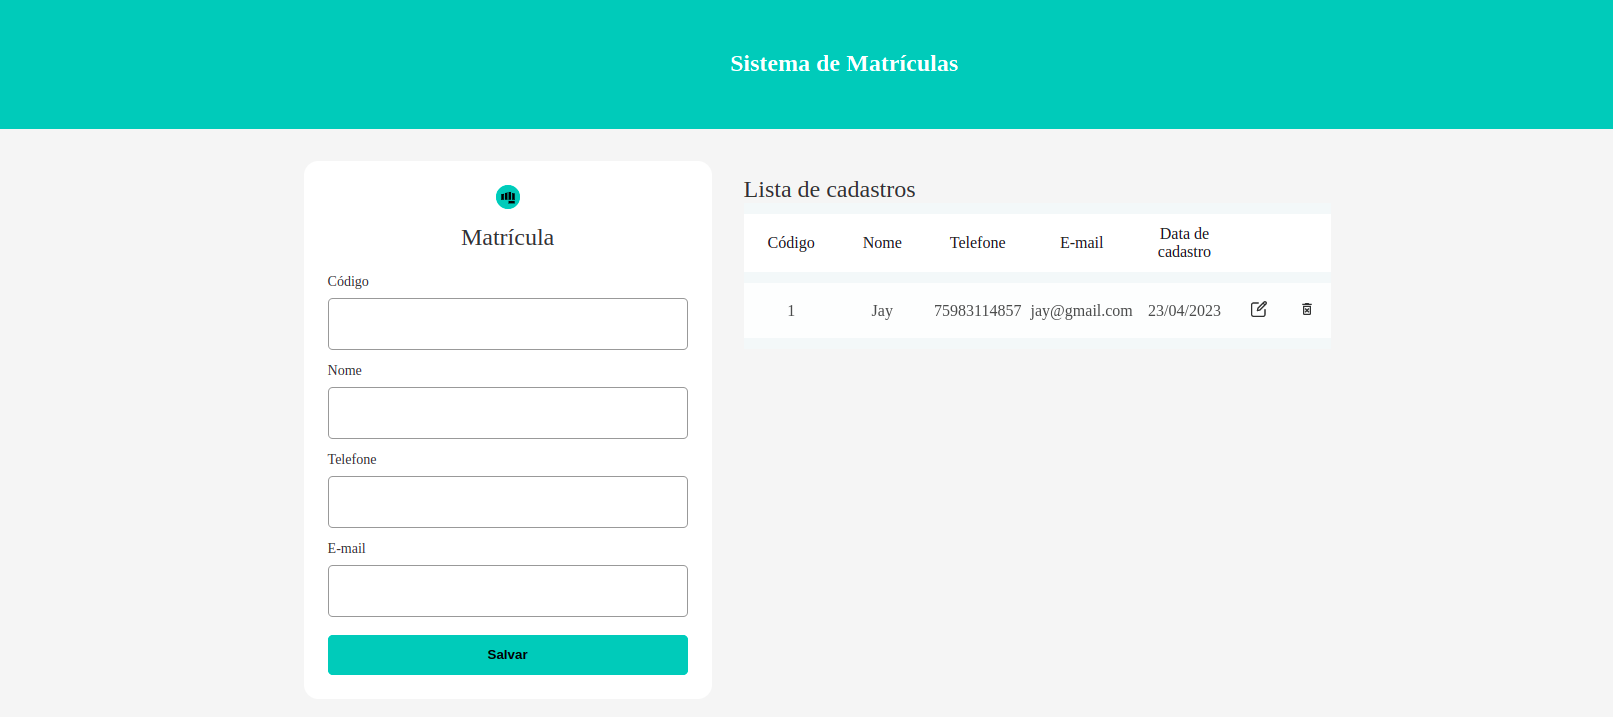 Sistema de Matrículas
Matrícula
Código
Nome
Telefone
E-mail
Salvar
Lista de cadastros
Código Nome Telefone E-mail Data de cadastro
1 Jay 75983114857 jay@gmail.com 23/04/2023